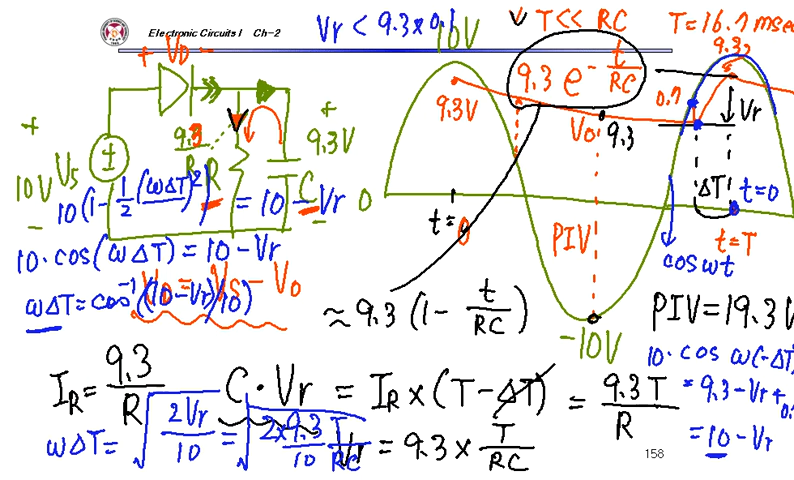 Electronic Circuits I Ch-2
Vr < 9.3x0.1
T << RC
T=16.7 msec
+ VD -
10V
9.3 e^{-t/RC}
9.3V
9.3
0.7
Vr
+
9.3/R
R
+
9.3V
-
C
10V Vs
-
0
Vo
9.3
ΔT
t=0
t=0
t=T
PIV
cos ωt
10(1-1/2(ωΔT)²) = 10-Vr
10·cos(ωΔT) = 10-Vr
VD = Vs - Vo
ωΔT = cos⁻¹((10-Vr)/10)
≈ 9.3 (1 - t/RC)
-10V
PIV = 19.3V
10·cos ω(-ΔT)
= 9.3-Vr+0.
= 10-Vr
IR = 9.3/R
C·Vr = IR x (T-ΔT) = 9.3T/R
ωΔT = √(2Vr/10) = √(2x9.3/10 T/RC)
Vr = 9.3 x T/RC
158